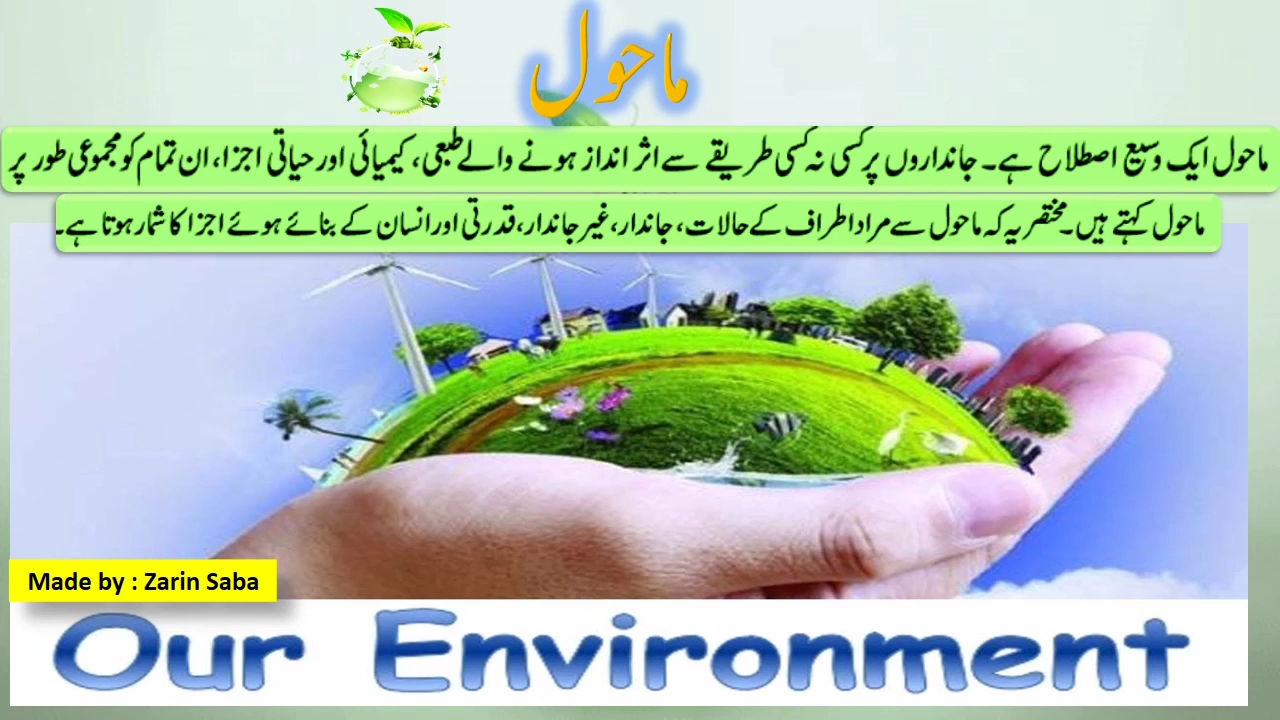 ماحول
ماحول ایک وسیع اصطلاح ہے۔ جانداروں پر کسی نہ کسی طریقے سے اثر انداز ہونے والے طبعی، کیمیائی اور حیاتی اجزا، ان تمام کو مجموعی طور پر
ماحول کہتے ہیں۔ مختصر یہ کہ ماحول سے مراد اطراف کے حالات، جاندار، غیر جاندار، قدرتی اور انسان کے بنائے ہوئے اجزا کا شمار ہوتا ہے۔
Made by : Zarin Saba
Our Environment